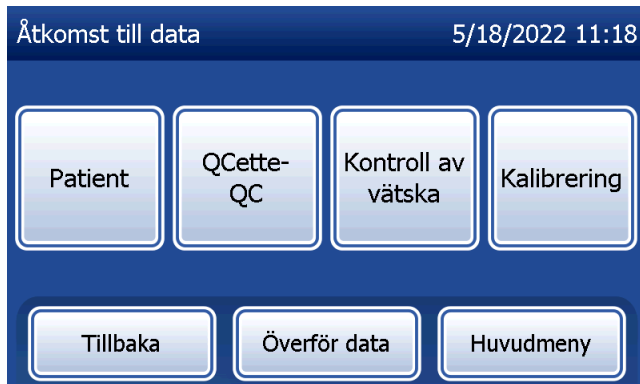 Åtkomst till data 5/18/2022 11:18
Patient
QCette-
QC
Kontroll av
vätska
Kalibrering
Tillbaka
Överför data
Huvudmeny